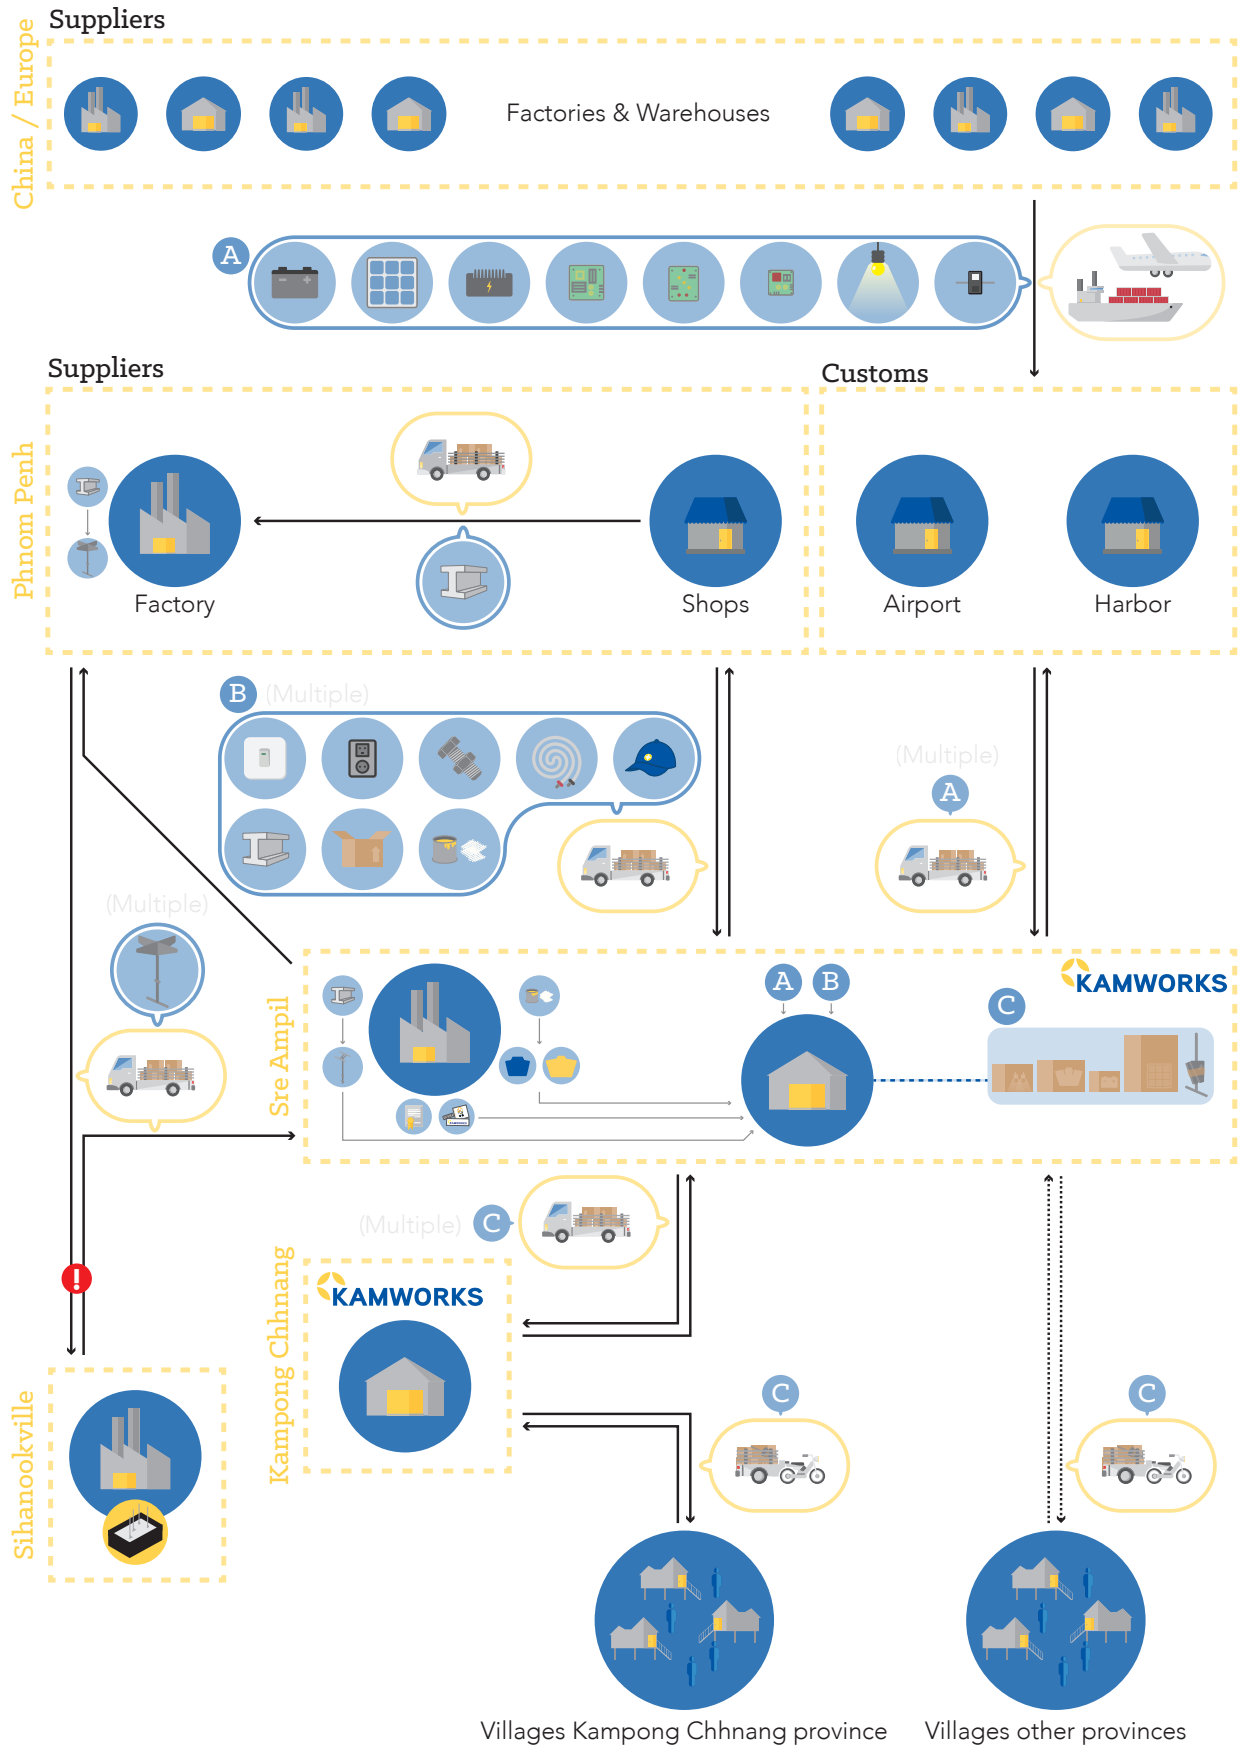 Suppliers
China / Europe
Factories & Warehouses
A
Suppliers
Customs
Phnom Penh
Factory
Shops
Airport
Harbor
B (Multiple)
(Multiple)
A
(Multiple)
Sre Ampil
A
B
KAMWORKS
C
(Multiple) C
Kampong Chhnang
KAMWORKS
!
Sihanookville
C
C
Villages Kampong Chhnang province
Villages other provinces